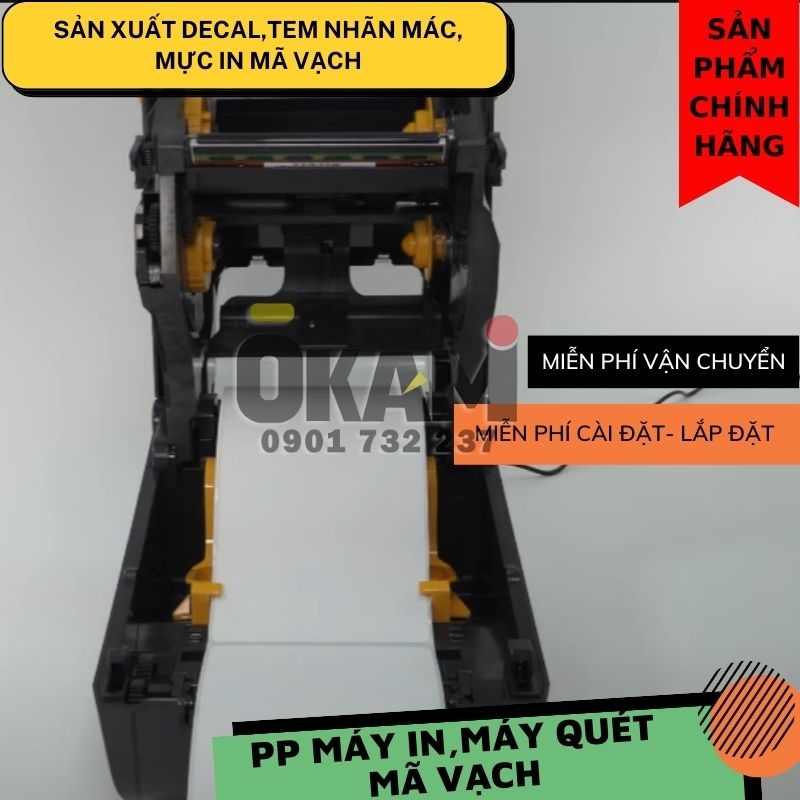 SẢN XUẤT DECAL,TEM NHÃN MÁC,
MỰC IN MÃ VẠCH
SẢN
PHẨM
CHÍNH
HÃNG
OKAMI
0901 732 237
MIỄN PHÍ VẬN CHUYỂN
MIỄN PHÍ CÀI ĐẶT- LẮP ĐẶT
PP MÁY IN,MÁY QUÉT
MÃ VẠCH